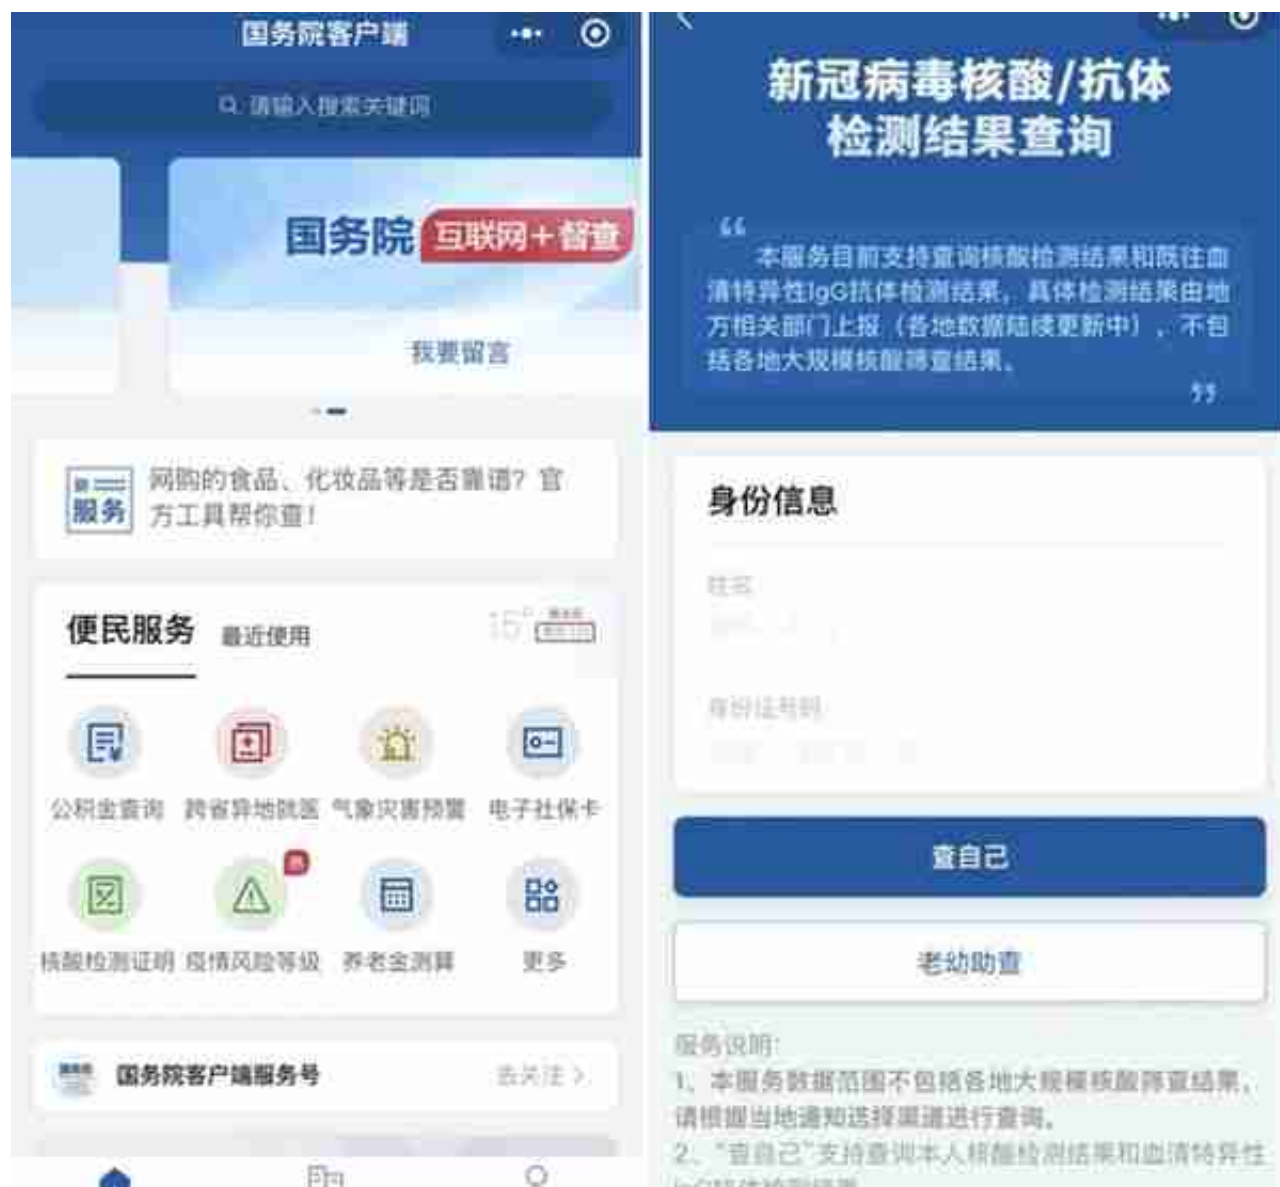 国务院客户端
请输入搜索关键词
国务院 互联网+督查
我要留言
服务
网购的食品、化妆品等是否靠谱？官
方工具帮你查！
便民服务 最近使用
15°
公积金查询 跨省异地就医 气象灾害预警 电子社保卡
热
核酸检测证明 疫情风险等级 养老金测算 更多
国务院客户端服务号 去关注 >
新冠病毒核酸/抗体
检测结果查询
“
本服务目前支持查询核酸检测结果和既往血
清特异性IgG抗体检测结果，具体检测结果由地
方相关部门上报（各地数据陆续更新中），不包
括各地大规模核酸筛查结果。
”
身份信息
姓名
身份证号码
查自己
老幼助查
服务说明：
1、本服务数据范围不包括各地大规模核酸筛查结果，
请根据当地通知选择渠道进行查询。
2、“查自己”支持查询本人核酸检测结果和血清特异性
IgG抗体检测结果